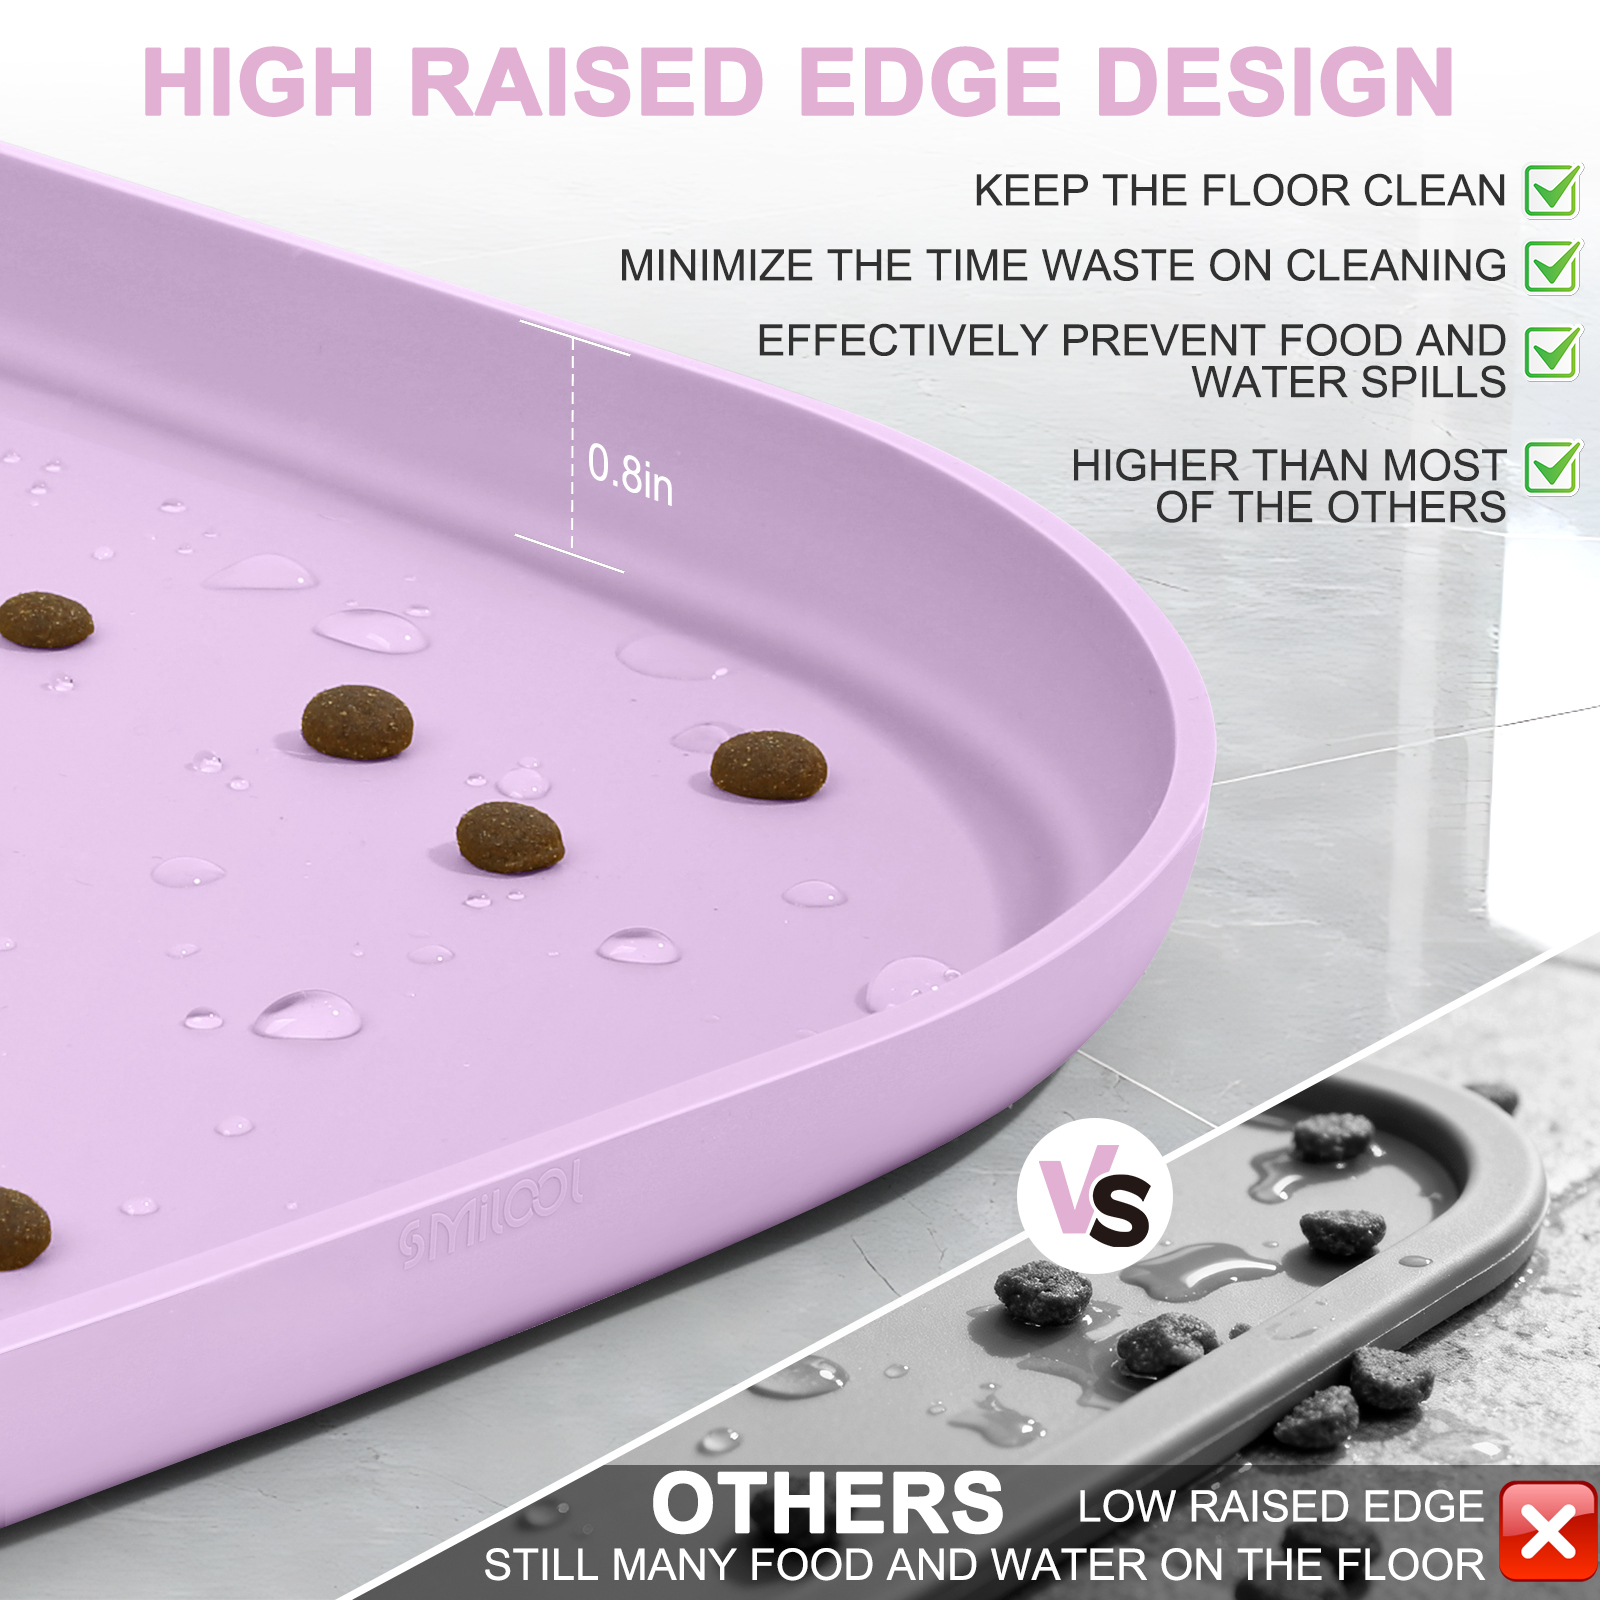 HIGH RAISED EDGE DESIGN
KEEP THE FLOOR CLEAN
MINIMIZE THE TIME WASTE ON CLEANING
EFFECTIVELY PREVENT FOOD AND
WATER SPILLS
HIGHER THAN MOST
OF THE OTHERS
0.8in
SMilool
VS
OTHERS
LOW RAISED EDGE
STILL MANY FOOD AND WATER ON THE FLOOR